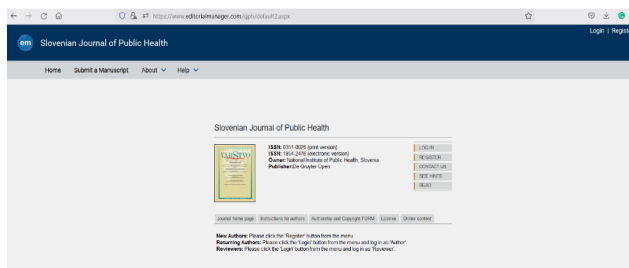 https://www.editorialmanager.com/sjph/default2.aspx
Login | Registe
em Slovenian Journal of Public Health
Home Submit a Manuscript About Help
Slovenian Journal of Public Health
VARSTVO
ISSN: 0351-0026 (print version)
ISSN: 1854-2476 (electronic version)
Owner: National Institute of Public Health, Slovenia
Publisher:De Gruyter Open
LOG IN
REGISTER
CONTACT US
SEE HINTS
READ
Journal home page Instructions for authors Authorship and Copyright FORM License Online content
New Authors: Please click the 'Register' button from the menu.
Returning Authors: Please click the 'Login' button from the menu and log in as 'Author'.
Reviewers: Please click the 'Login' button from the menu and log in as 'Reviewer'.